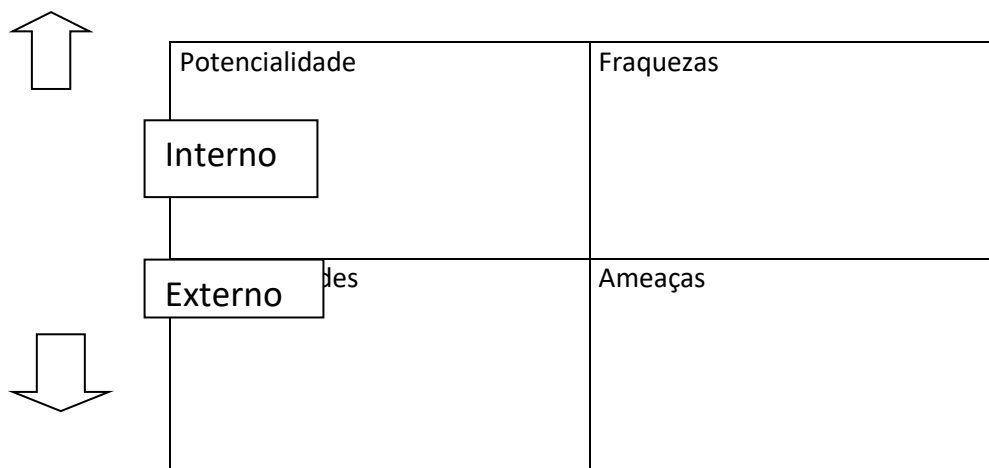 Potencialidade
Fraquezas
Interno
des
Ameaças
Externo